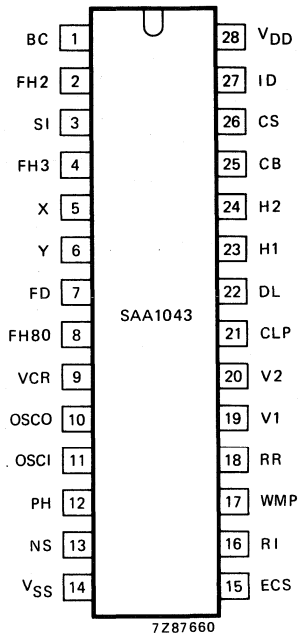 BC 1 28 VDD
FH2 2 27 ID
SI 3 26 CS
FH3 4 25 CB
X 5 24 H2
Y 6 23 H1
FD 7 22 DL
SAA1043
FH80 8 21 CLP
VCR 9 20 V2
OSCO 10 19 V1
OSCI 11 18 RR
PH 12 17 WMP
NS 13 16 RI
VSS 14 15 ECS
7Z87660